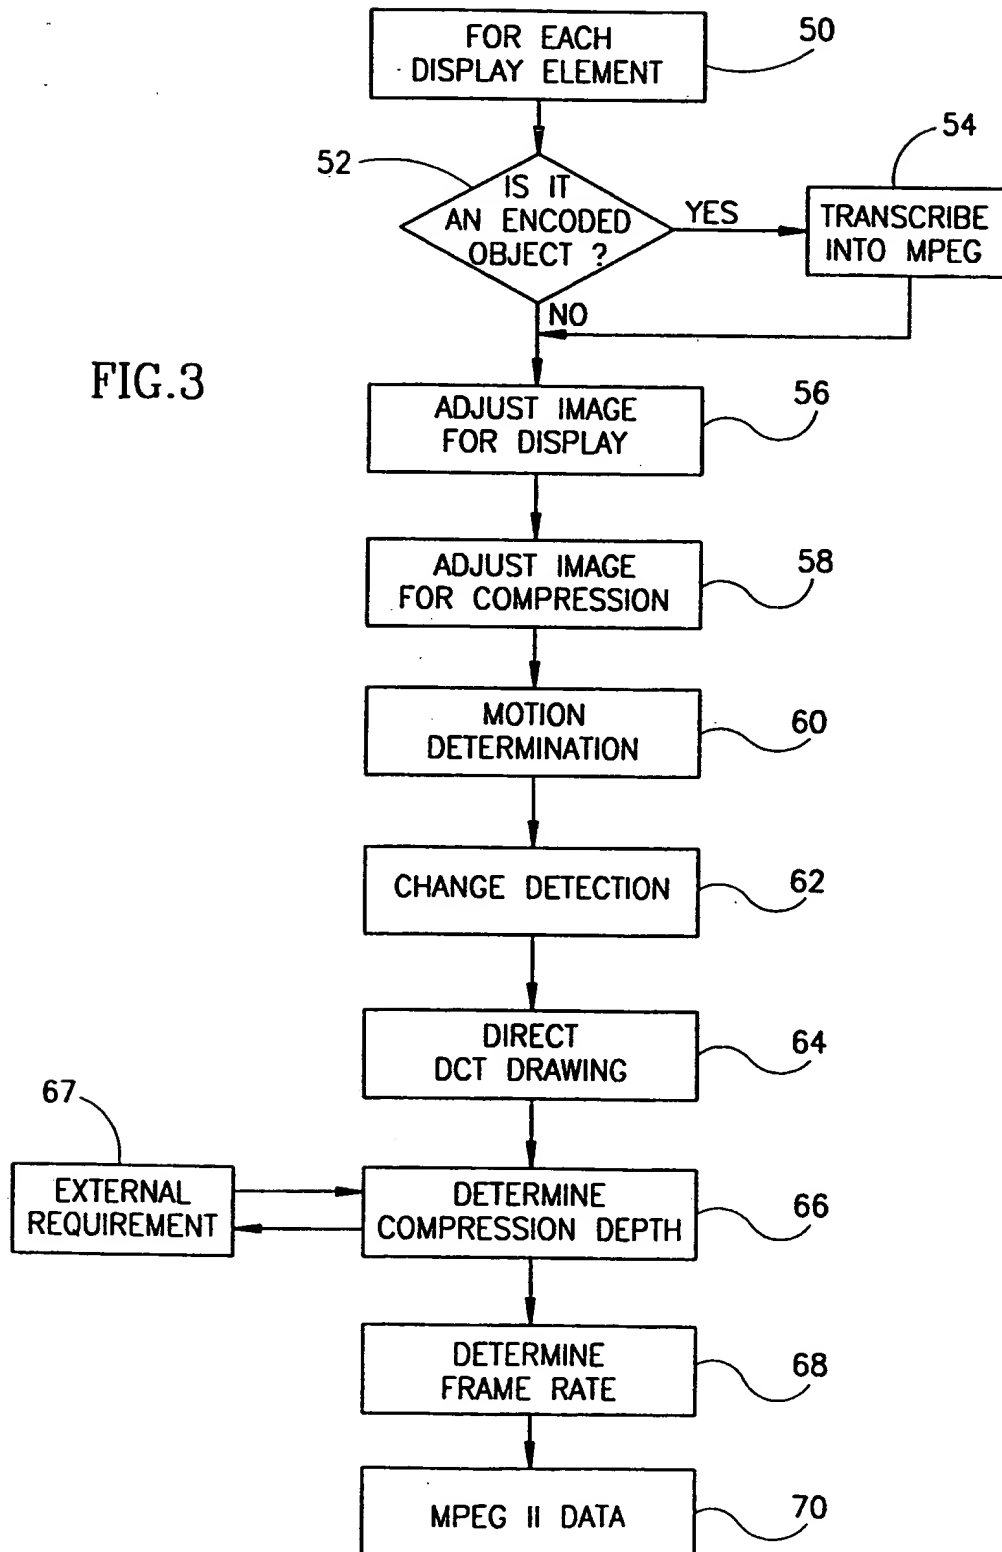 FOR EACH
DISPLAY ELEMENT
50
52
IS IT
AN ENCODED
OBJECT ?
YES
54
TRANSCRIBE
INTO MPEG
NO
FIG.3
ADJUST IMAGE
FOR DISPLAY
56
ADJUST IMAGE
FOR COMPRESSION
58
MOTION
DETERMINATION
60
CHANGE DETECTION
62
DIRECT
DCT DRAWING
64
67
EXTERNAL
REQUIREMENT
DETERMINE
COMPRESSION DEPTH
66
DETERMINE
FRAME RATE
68
MPEG II DATA
70